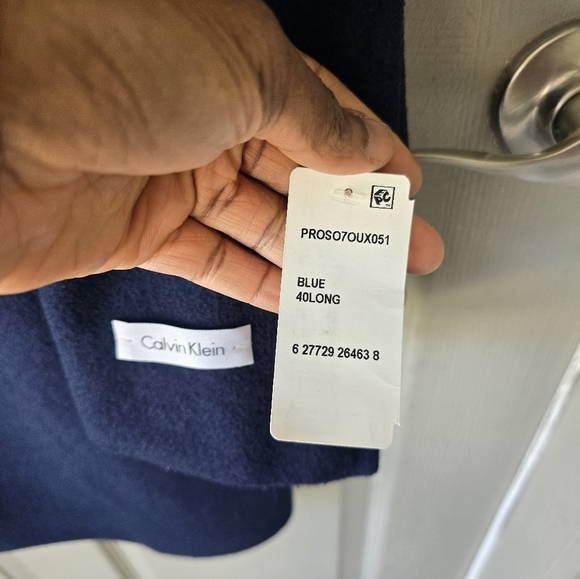 PROSO7OUX051
BLUE
40LONG
6 27729 26463 8
Calvin Klein